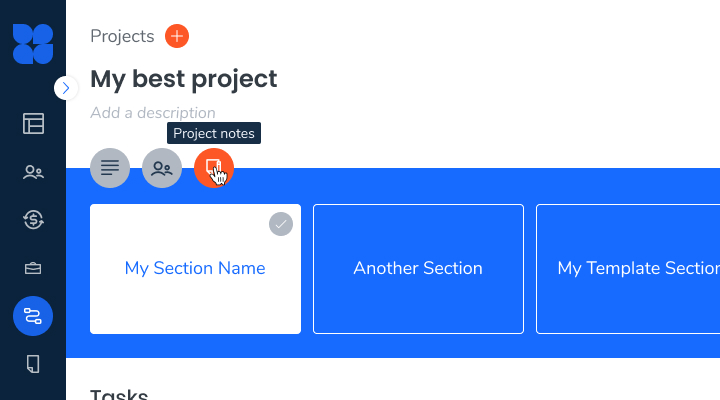 Projects
My best project
Add a description
Project notes
My Section Name
Another Section
My Template Section
Tasks